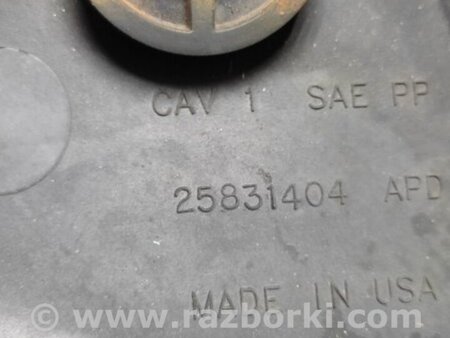 CAV 1 SAE PP
25831404 APD
MADE IN USA
www.razborki.com